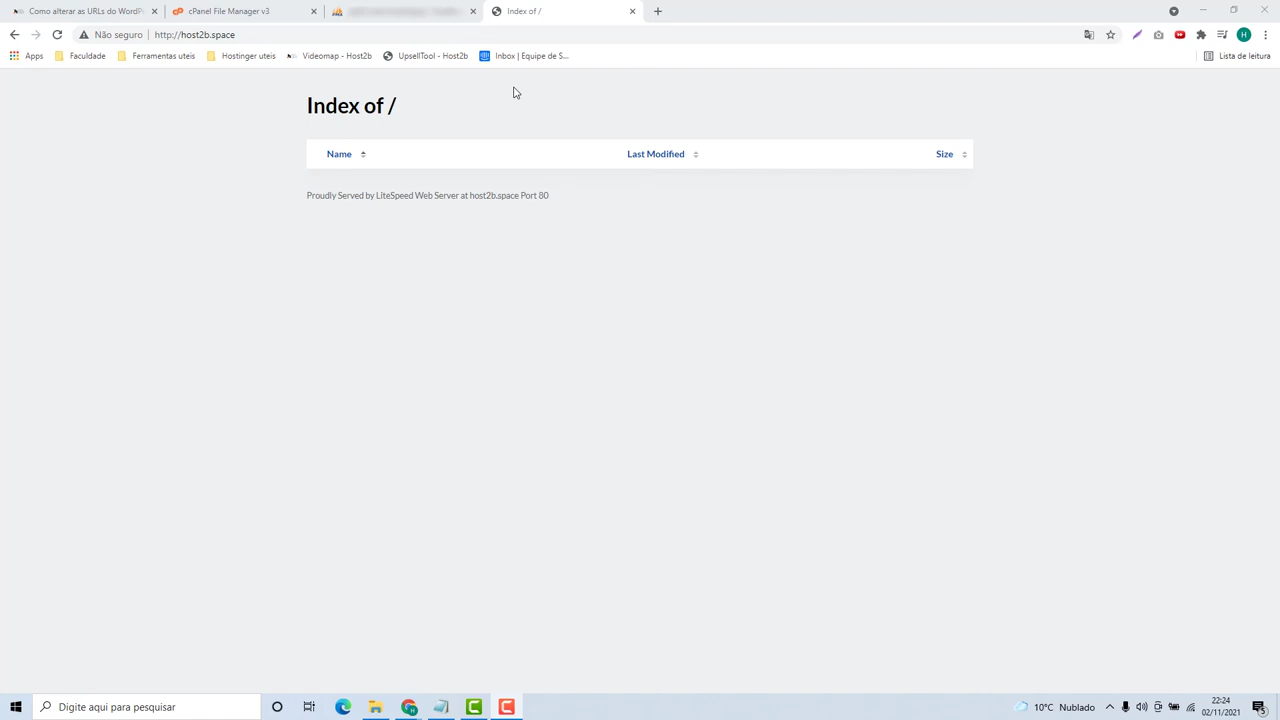 Como alterar as URLs do WordPr
cPanel File Manager v3
Index of /
Não seguro
http://host2b.space
Apps
Faculdade
Ferramentas uteis
Hostinger uteis
Videomap - Host2b
UpsellTool - Host2b
Inbox | Equipe de S...
Lista de leitura
Index of /
Name
Last Modified
Size
Proudly Served by LiteSpeed Web Server at host2b.space Port 80
Digite aqui para pesquisar
10°C Nublado
22:24
02/11/2021